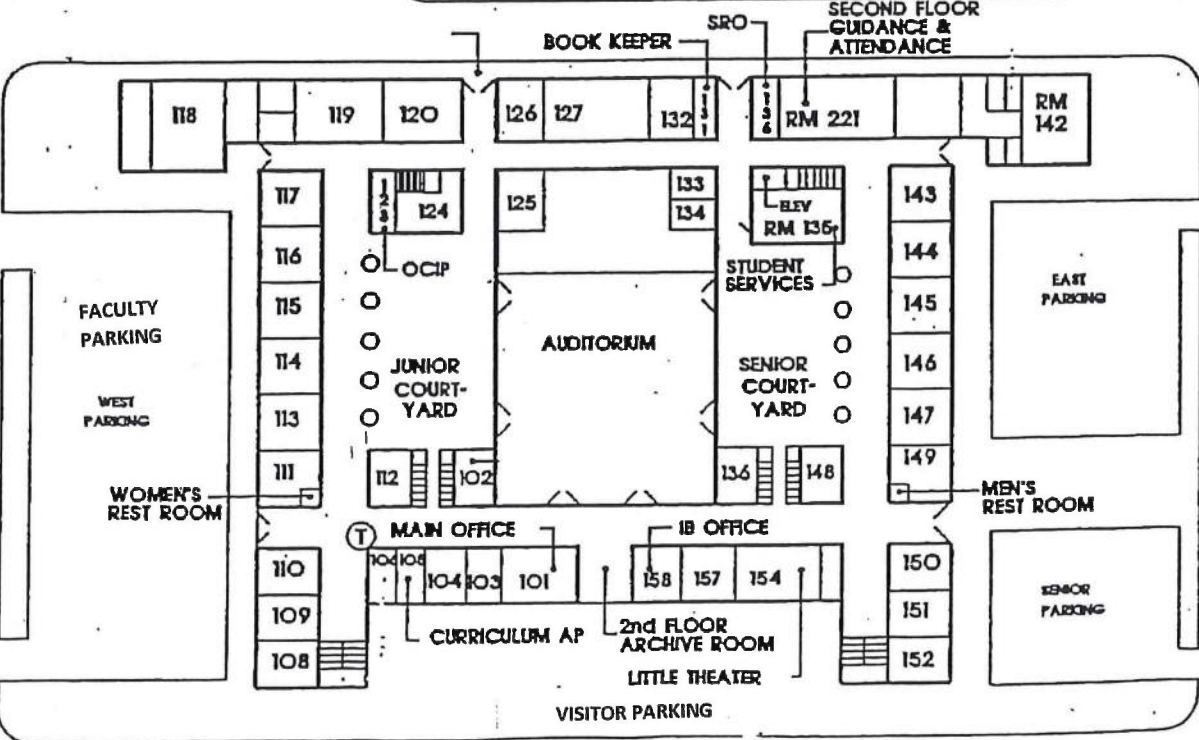 SECOND FLOOR
GUIDANCE &
ATTENDANCE
SRO
BOOK KEEPER
118
119
120
126
127
132
131
136
RM 221
RM
142
117
123
124
125
133
134
ELEV
RM 135
143
116
OCIP
STUDENT
SERVICES
144
115
FACULTY
PARKING
AUDITORIUM
145
EAST
PARKING
114
JUNIOR
COURT-
YARD
SENIOR
COURT-
YARD
146
WEST
PARKING
113
147
111
112
102
136
148
149
WOMEN'S
REST ROOM
MEN'S
REST ROOM
T
MAIN OFFICE
IB OFFICE
110
106
105
104
103
101
158
157
154
150
109
151
SENIOR
PARKING
CURRICULUM AP
2nd FLOOR
ARCHIVE ROOM
108
152
LITTLE THEATER
VISITOR PARKING